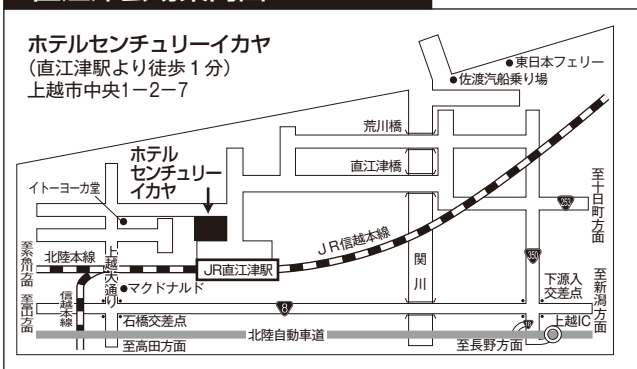 ホテルセンチュリーイカヤ
(直江津駅より徒歩1分)
上越市中央1−2−7
東日本フェリー
佐渡汽船乗り場
荒川橋
直江津橋
ホテル
センチュリー
イカヤ
イトーヨーカ堂
至十日町方面
253
JR信越本線
350
至糸魚川方面
北陸本線
上越大通り
JR直江津駅
関川
マクドナルド
信越本線
至富山方面
8
下源入
交差点
至新潟方面
石橋交差点
上越IC
北陸自動車道
至高田方面
至長野方面